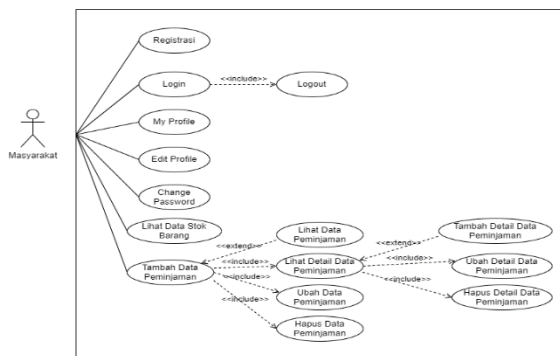 Registrasi
Login
<<include>>
Logout
My Profile
Masyarakat
Edit Profile
Change
Password
Lihat Data Stok
Barang
Lihat Data
Peminjaman
Tambah Detail Data
Peminjaman
<<extend>>
<<extend>>
Tambah Data
Peminjaman
<<include>>
Lihat Detail Data
Peminjaman
<<include>>
Ubah Detail Data
Peminjaman
<<include>>
<<include>>
Ubah Data
Peminjaman
Hapus Detail Data
Peminjaman
<<include>>
Hapus Data
Peminjaman